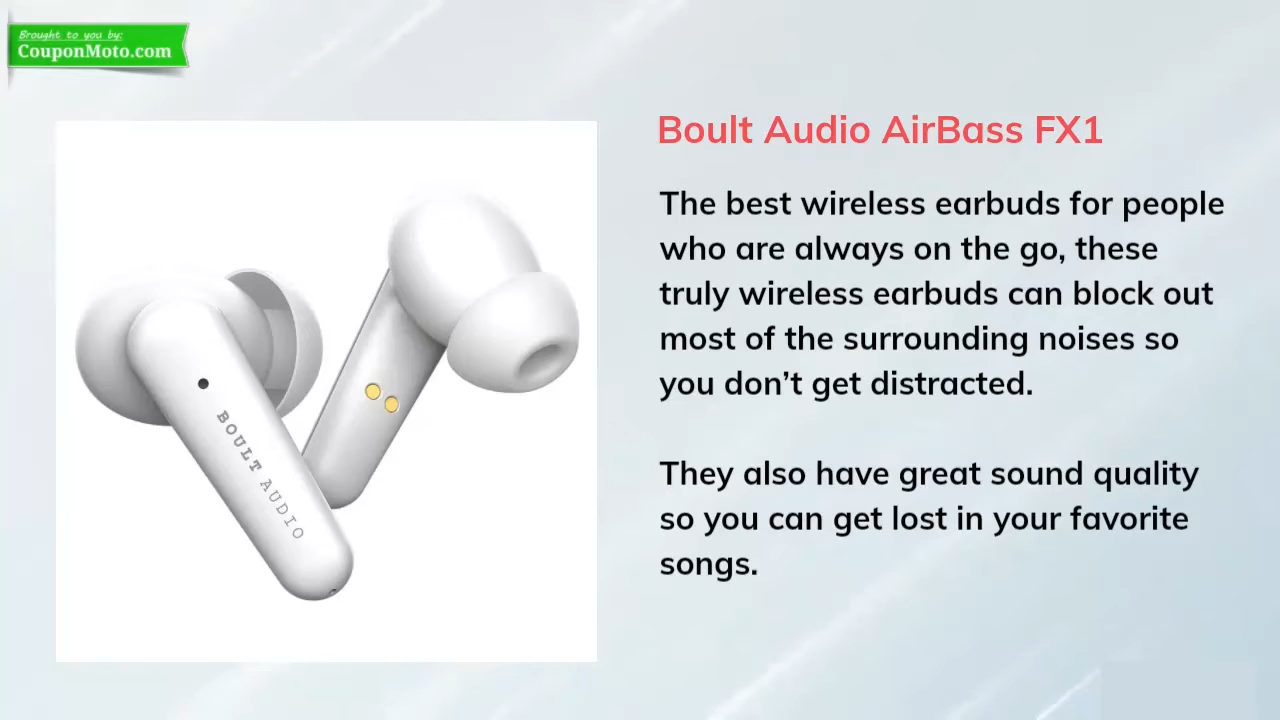 Brought to you by:
CouponMoto.com
Boult Audio AirBass FX1
The best wireless earbuds for people
who are always on the go, these
truly wireless earbuds can block out
most of the surrounding noises so
you don’t get distracted.
They also have great sound quality
so you can get lost in your favorite
songs.
BOULT AUDIO